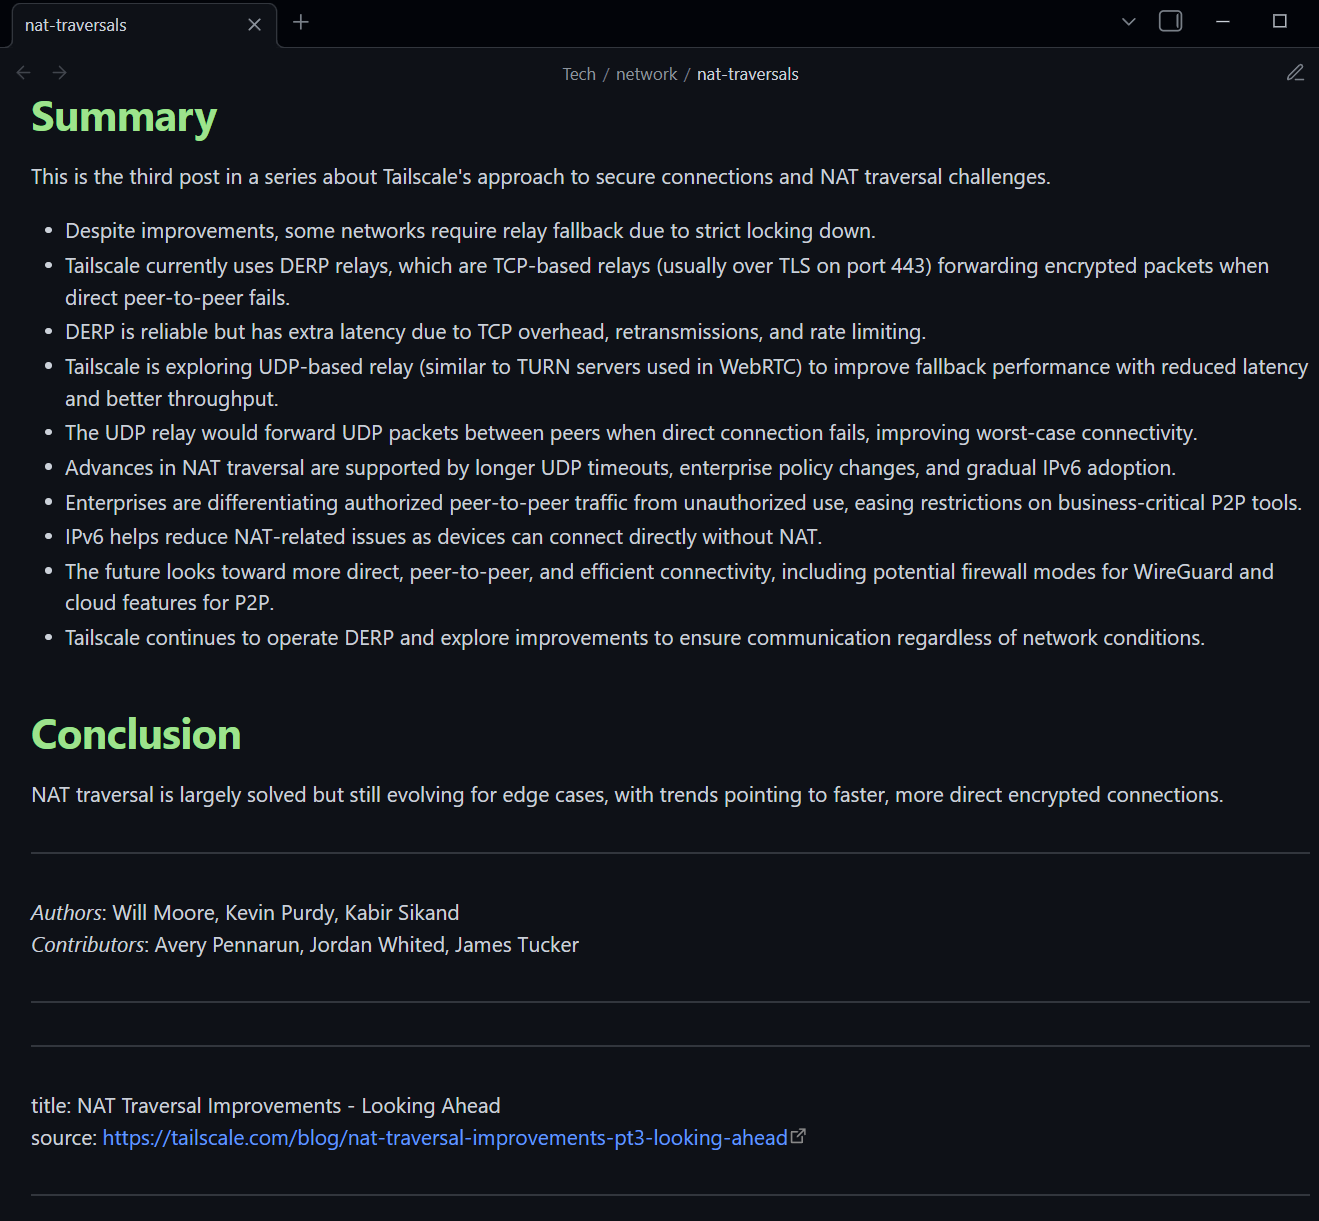 nat-traversals
Tech / network / nat-traversals
Summary
This is the third post in a series about Tailscale's approach to secure connections and NAT traversal challenges.
• Despite improvements, some networks require relay fallback due to strict locking down.
• Tailscale currently uses DERP relays, which are TCP-based relays (usually over TLS on port 443) forwarding encrypted packets when
direct peer-to-peer fails.
• DERP is reliable but has extra latency due to TCP overhead, retransmissions, and rate limiting.
• Tailscale is exploring UDP-based relay (similar to TURN servers used in WebRTC) to improve fallback performance with reduced latency
and better throughput.
• The UDP relay would forward UDP packets between peers when direct connection fails, improving worst-case connectivity.
• Advances in NAT traversal are supported by longer UDP timeouts, enterprise policy changes, and gradual IPv6 adoption.
• Enterprises are differentiating authorized peer-to-peer traffic from unauthorized use, easing restrictions on business-critical P2P tools.
• IPv6 helps reduce NAT-related issues as devices can connect directly without NAT.
• The future looks toward more direct, peer-to-peer, and efficient connectivity, including potential firewall modes for WireGuard and
cloud features for P2P.
• Tailscale continues to operate DERP and explore improvements to ensure communication regardless of network conditions.
Conclusion
NAT traversal is largely solved but still evolving for edge cases, with trends pointing to faster, more direct encrypted connections.
Authors: Will Moore, Kevin Purdy, Kabir Sikand
Contributors: Avery Pennarun, Jordan Whited, James Tucker
title: NAT Traversal Improvements - Looking Ahead
source: https://tailscale.com/blog/nat-traversal-improvements-pt3-looking-ahead